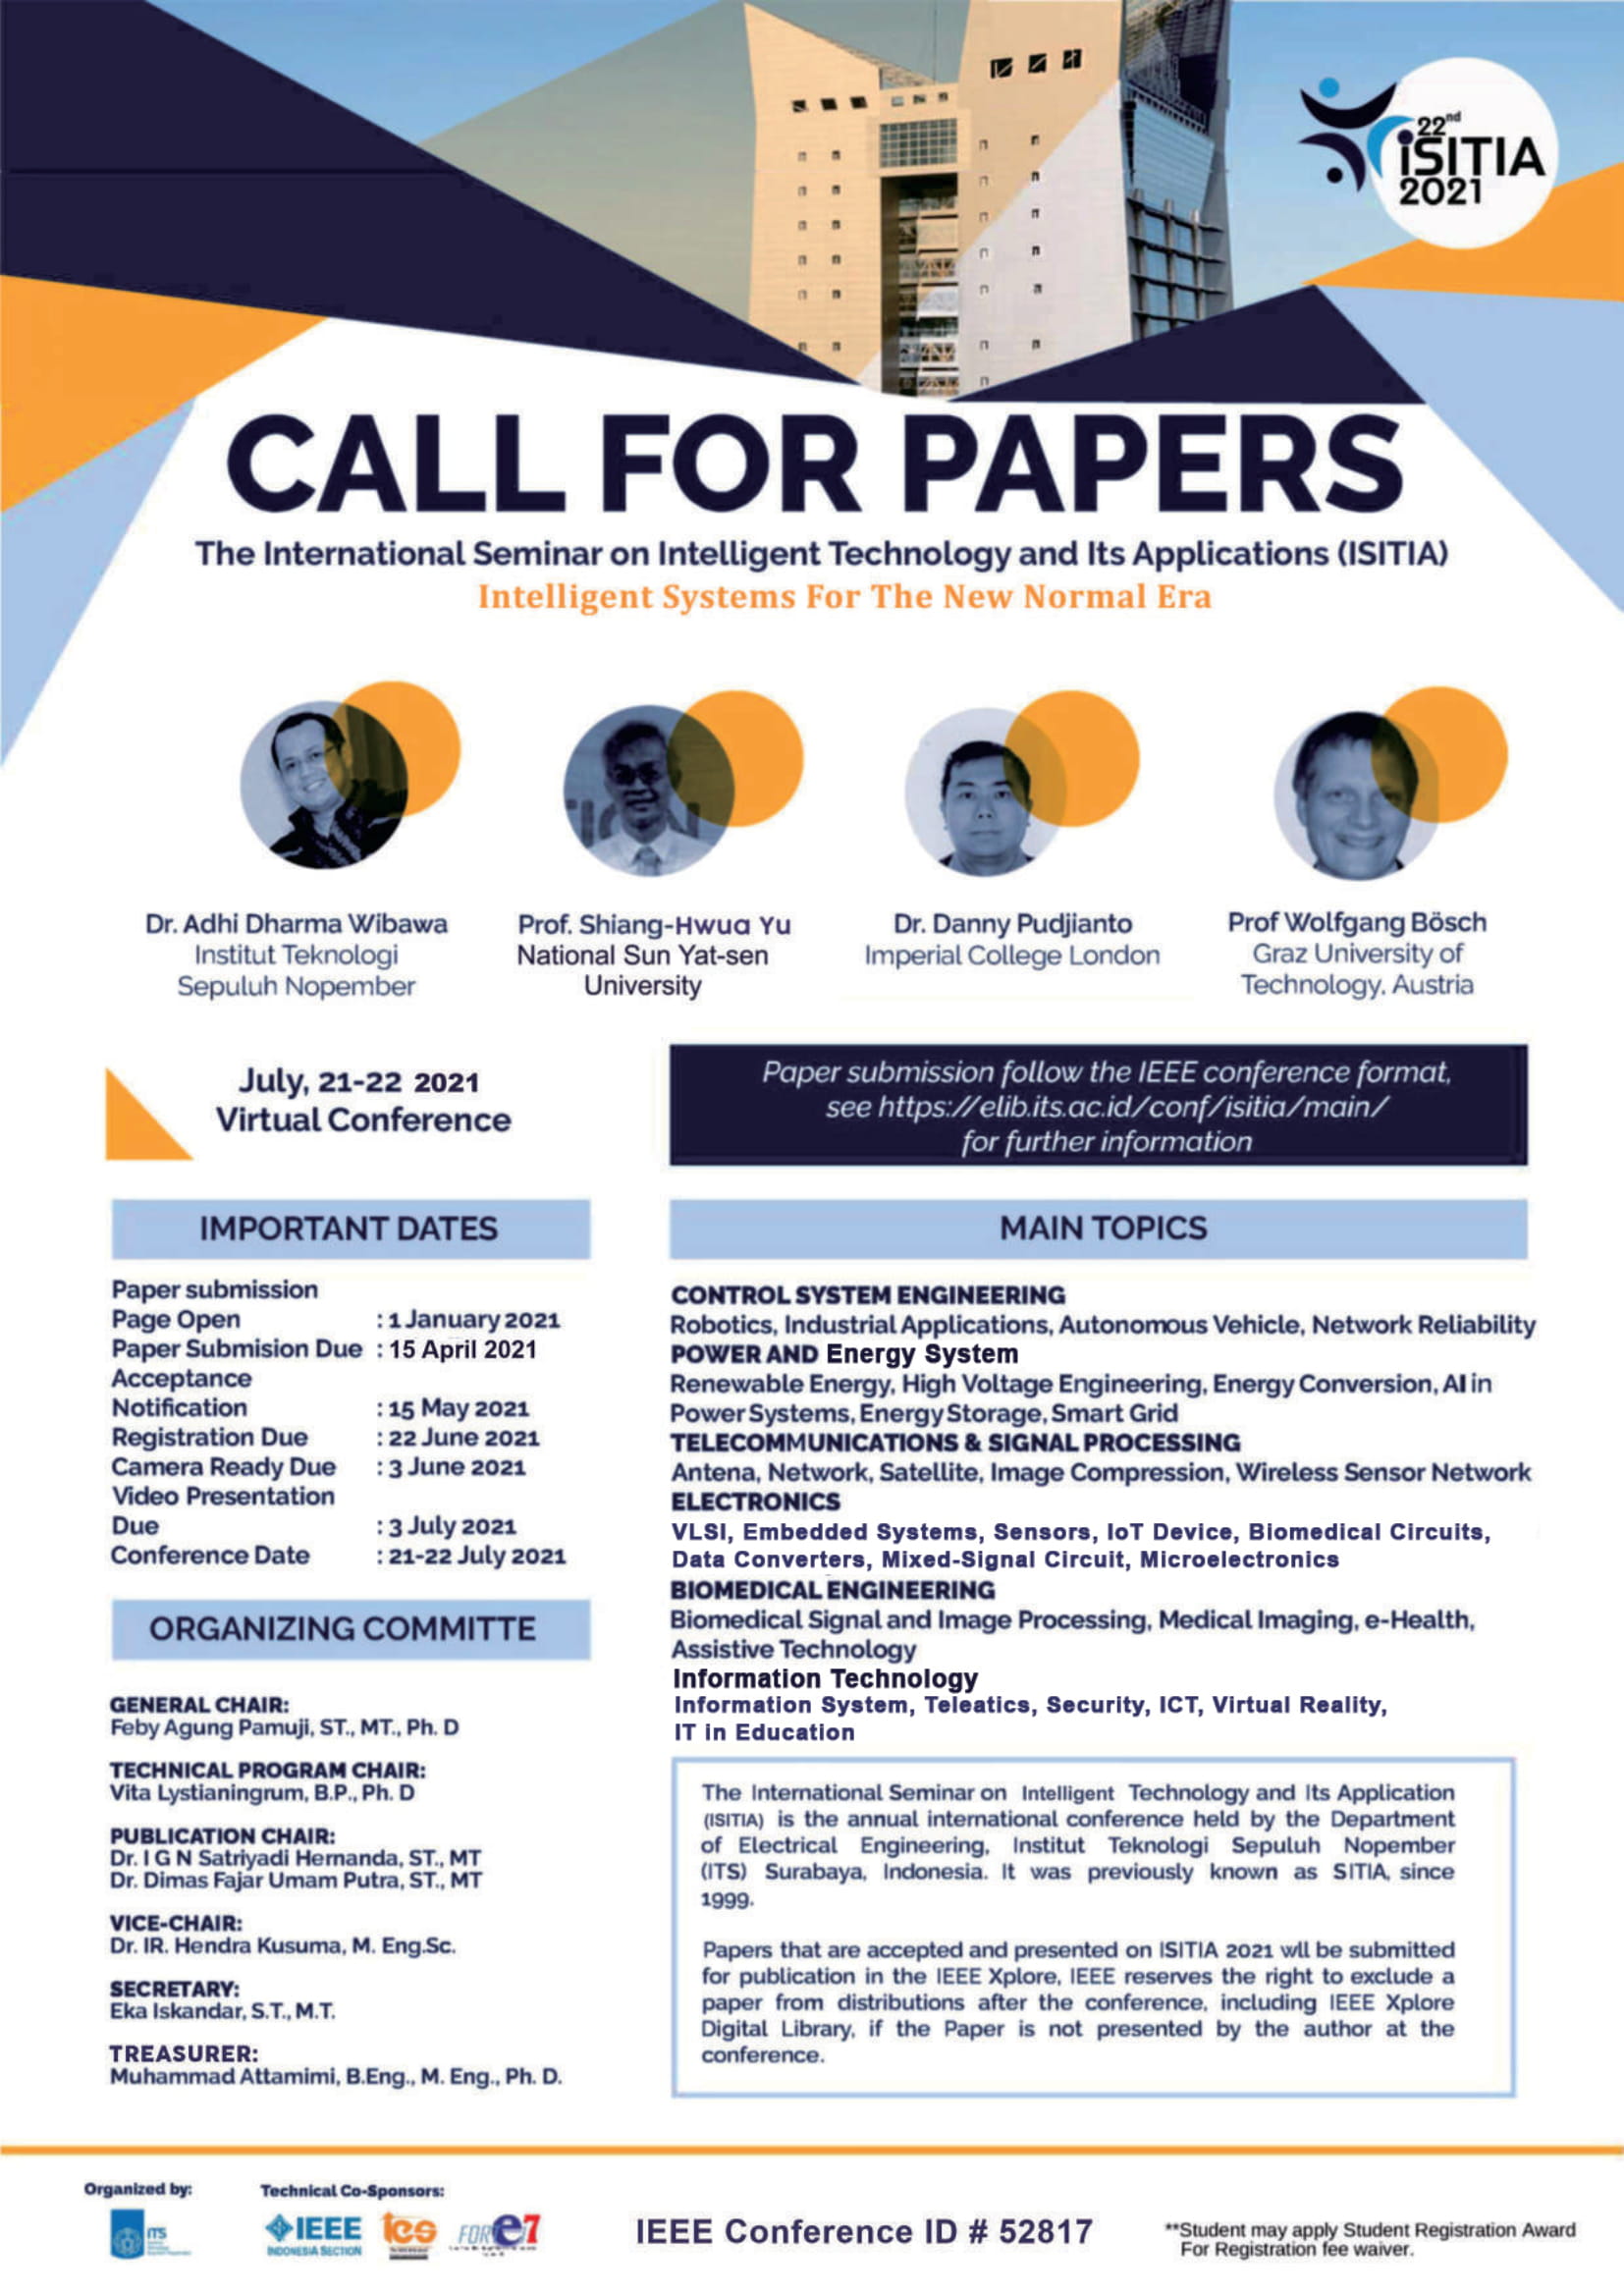 22nd
iSITIA
2021
CALL FOR PAPERS
The International Seminar on Intelligent Technology and Its Applications (ISITIA)
Intelligent Systems For The New Normal Era
Dr. Adhi Dharma Wibawa
Institut Teknologi
Sepuluh Nopember
Prof. Shiang-Hwua Yu
National Sun Yat-sen
University
Dr. Danny Pudjianto
Imperial College London
Prof Wolfgang Bösch
Graz University of
Technology, Austria
July, 21-22 2021
Virtual Conference
Paper submission follow the IEEE conference format,
see https://elib.its.ac.id/conf/isitia/main/
for further information
IMPORTANT DATES
Paper submission
Page Open : 1 January 2021
Paper Submision Due : 15 April 2021
Acceptance
Notification : 15 May 2021
Registration Due : 22 June 2021
Camera Ready Due : 3 June 2021
Video Presentation
Due : 3 July 2021
Conference Date : 21-22 July 2021
ORGANIZING COMMITTE
GENERAL CHAIR:
Feby Agung Pamuji, ST., MT., Ph. D
TECHNICAL PROGRAM CHAIR:
Vita Lystianingrum, B.P., Ph. D
PUBLICATION CHAIR:
Dr. I G N Satriyadi Hernanda, ST., MT
Dr. Dimas Fajar Umam Putra, ST., MT
VICE-CHAIR:
Dr. IR. Hendra Kusuma, M. Eng.Sc.
SECRETARY:
Eka Iskandar, S.T., M.T.
TREASURER:
Muhammad Attamimi, B.Eng., M. Eng., Ph. D.
MAIN TOPICS
CONTROL SYSTEM ENGINEERING
Robotics, Industrial Applications, Autonomous Vehicle, Network Reliability
POWER AND Energy System
Renewable Energy, High Voltage Engineering, Energy Conversion, AI in
Power Systems, Energy Storage, Smart Grid
TELECOMMUNICATIONS & SIGNAL PROCESSING
Antena, Network, Satellite, Image Compression, Wireless Sensor Network
ELECTRONICS
VLSI, Embedded Systems, Sensors, IoT Device, Biomedical Circuits,
Data Converters, Mixed-Signal Circuit, Microelectronics
BIOMEDICAL ENGINEERING
Biomedical Signal and Image Processing, Medical Imaging, e-Health,
Assistive Technology
Information Technology
Information System, Teleatics, Security, ICT, Virtual Reality,
IT in Education
The International Seminar on Intelligent Technology and Its Application
(ISITIA) is the annual international conference held by the Department
of Electrical Engineering, Institut Teknologi Sepuluh Nopember
(ITS) Surabaya, Indonesia. It was previously known as SITIA, since
1999.
Papers that are accepted and presented on ISITIA 2021 wll be submitted
for publication in the IEEE Xplore, IEEE reserves the right to exclude a
paper from distributions after the conference, including IEEE Xplore
Digital Library, if the Paper is not presented by the author at the
conference.
Organized by:
ITS
Technical Co-Sponsors:
IEEE
INDONESIA SECTION
ies
FORe7
IEEE Conference ID # 52817
**Student may apply Student Registration Award
For Registration fee waiver.